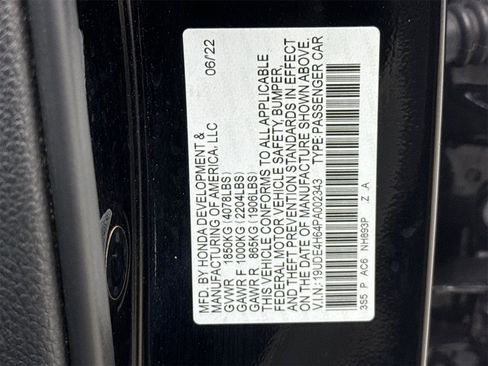 MFD. BY HONDA DEVELOPMENT & 06/22
MANUFACTURING OF AMERICA, LLC
GVWR 1850KG (4078LBS)
GAWR F 1000KG (2204LBS)
GAWR R 865KG (1906LBS)
THIS VEHICLE CONFORMS TO ALL APPLICABLE
FEDERAL MOTOR VEHICLE SAFETY, BUMPER,
AND THEFT PREVENTION STANDARDS IN EFFECT
ON THE DATE OF MANUFACTURE SHOWN ABOVE.
V.I.N.: 19UDE4H64PA002343 TYPE: PASSENGER CAR
3S5 P AC6 NH893P Z A